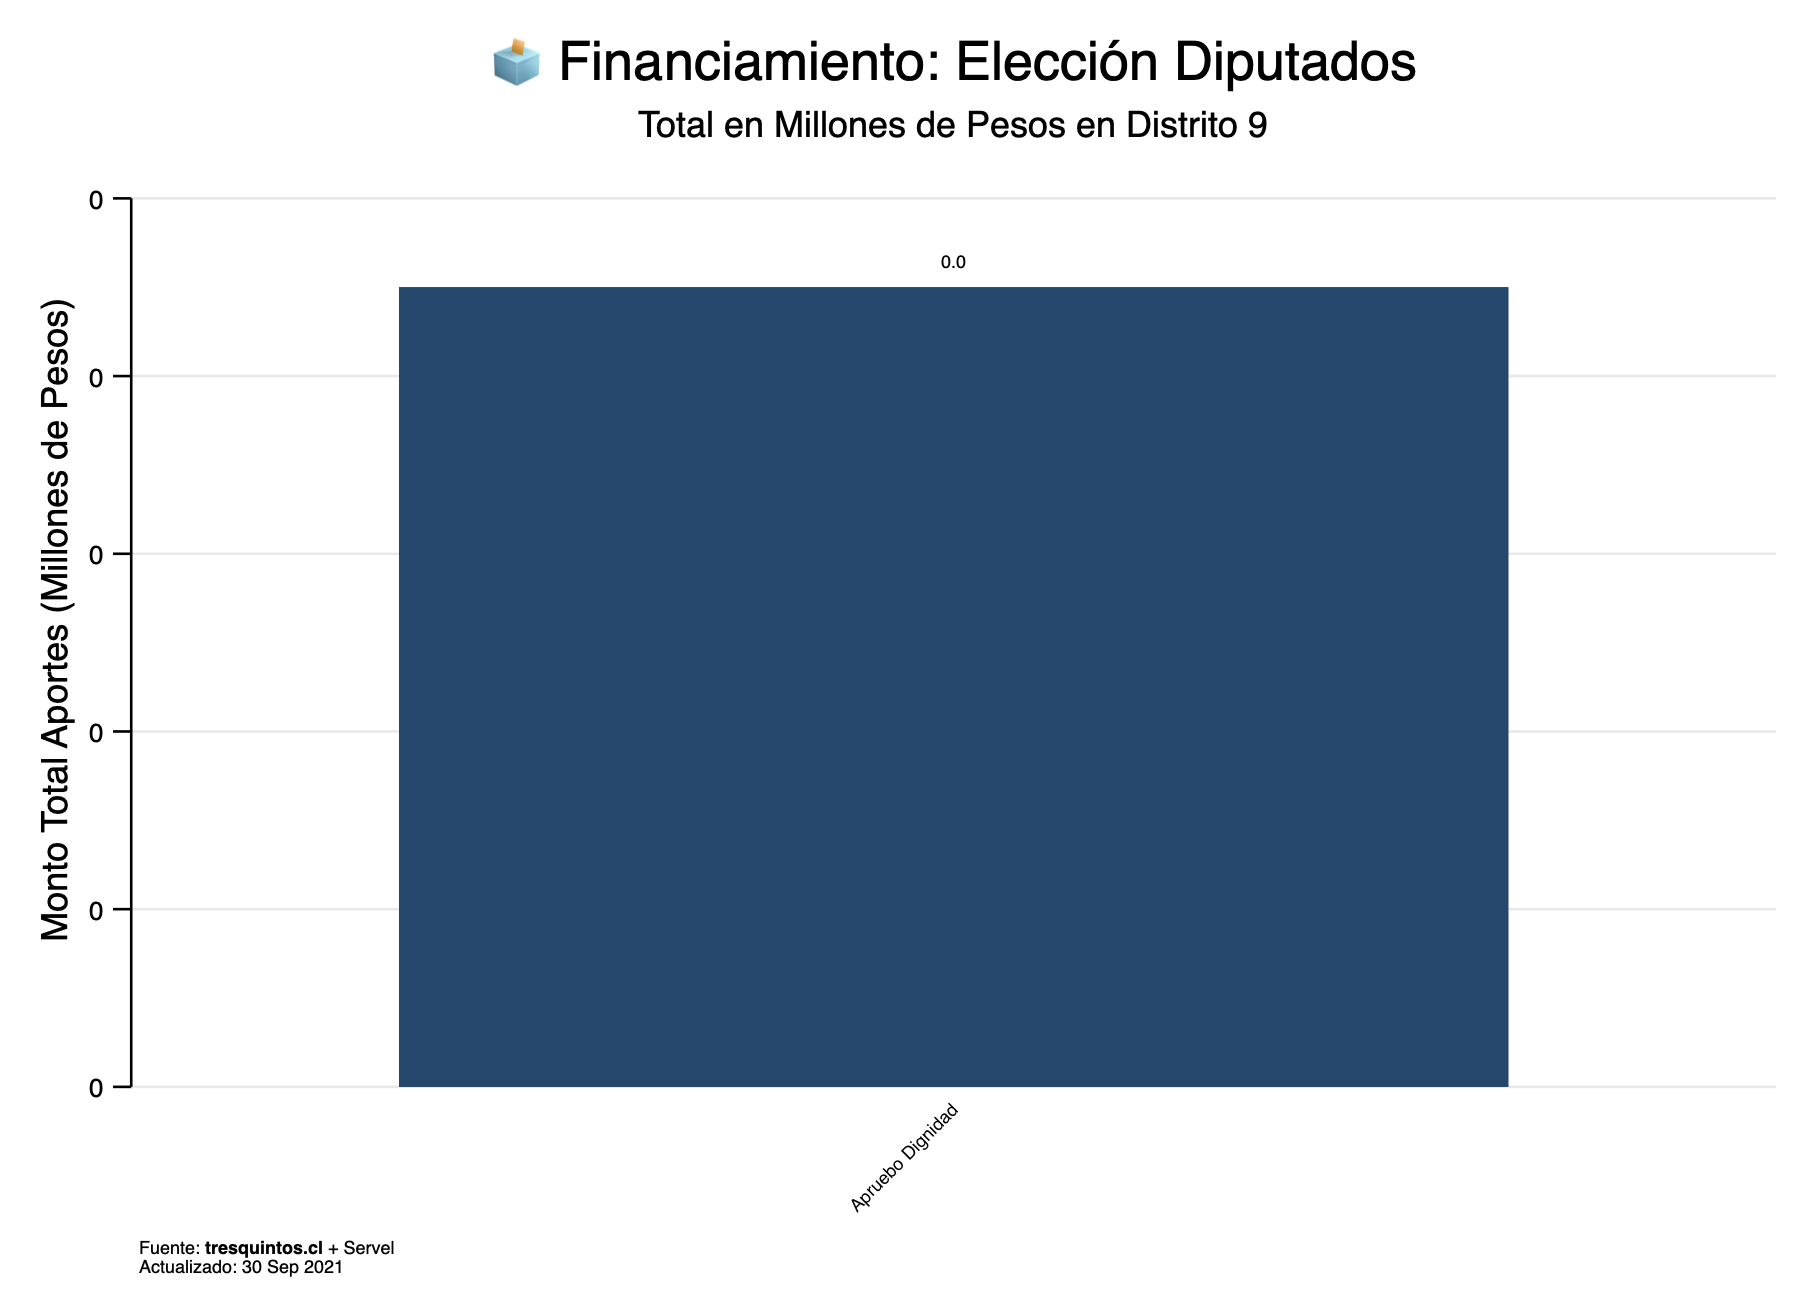 🗳️ Financiamiento: Elección Diputados
Total en Millones de Pesos en Distrito 9
Monto Total Aportes (Millones de Pesos)
0
0
0
0
0
0
0.0
Apruebo Dignidad
Fuente: tresquintos.cl + Servel
Actualizado: 30 Sep 2021